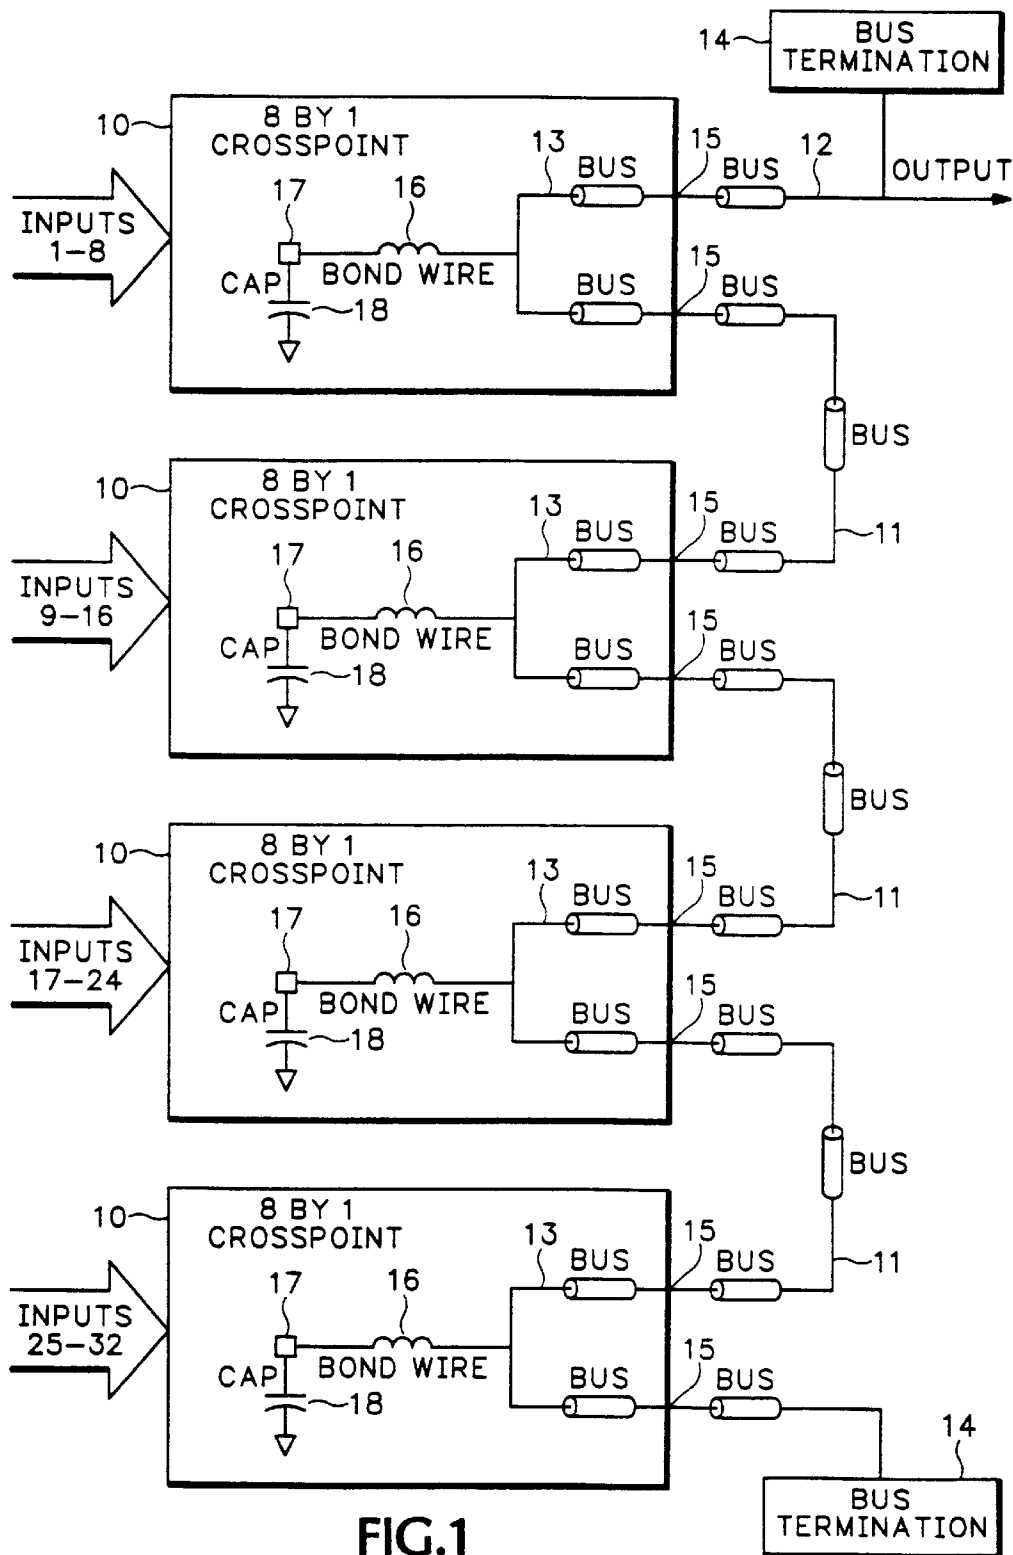 14
BUS
TERMINATION
10
8 BY 1
CROSSPOINT
13
BUS
15
BUS
12
OUTPUT
INPUTS
1-8
17
16
CAP
BOND WIRE
18
BUS
15
BUS
BUS
10
8 BY 1
CROSSPOINT
13
BUS
15
BUS
11
INPUTS
9-16
17
16
CAP
BOND WIRE
18
BUS
15
BUS
BUS
10
8 BY 1
CROSSPOINT
13
BUS
15
BUS
11
INPUTS
17-24
17
16
CAP
BOND WIRE
18
BUS
15
BUS
BUS
10
8 BY 1
CROSSPOINT
13
BUS
15
BUS
11
INPUTS
25-32
17
16
CAP
BOND WIRE
18
BUS
15
BUS
14
BUS
TERMINATION
FIG.1